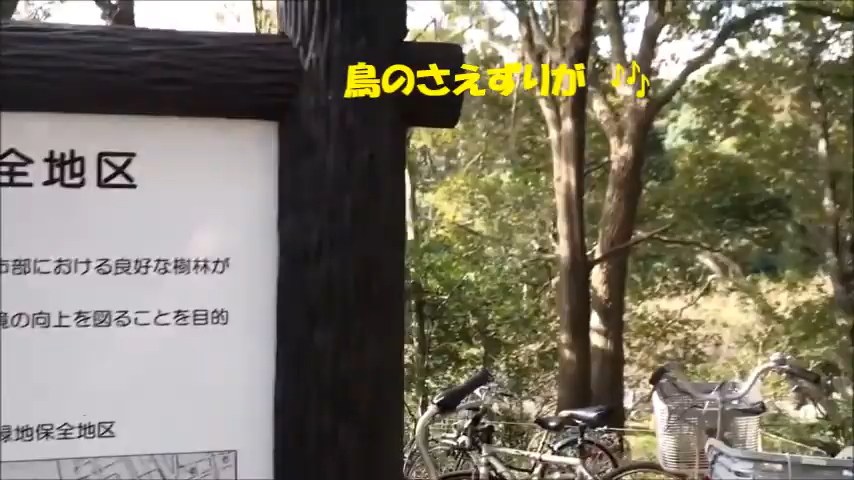 鳥のさえずりが ♪♪
全地区
市部における良好な樹林が
境の向上を図ることを目的
緑地保全地区